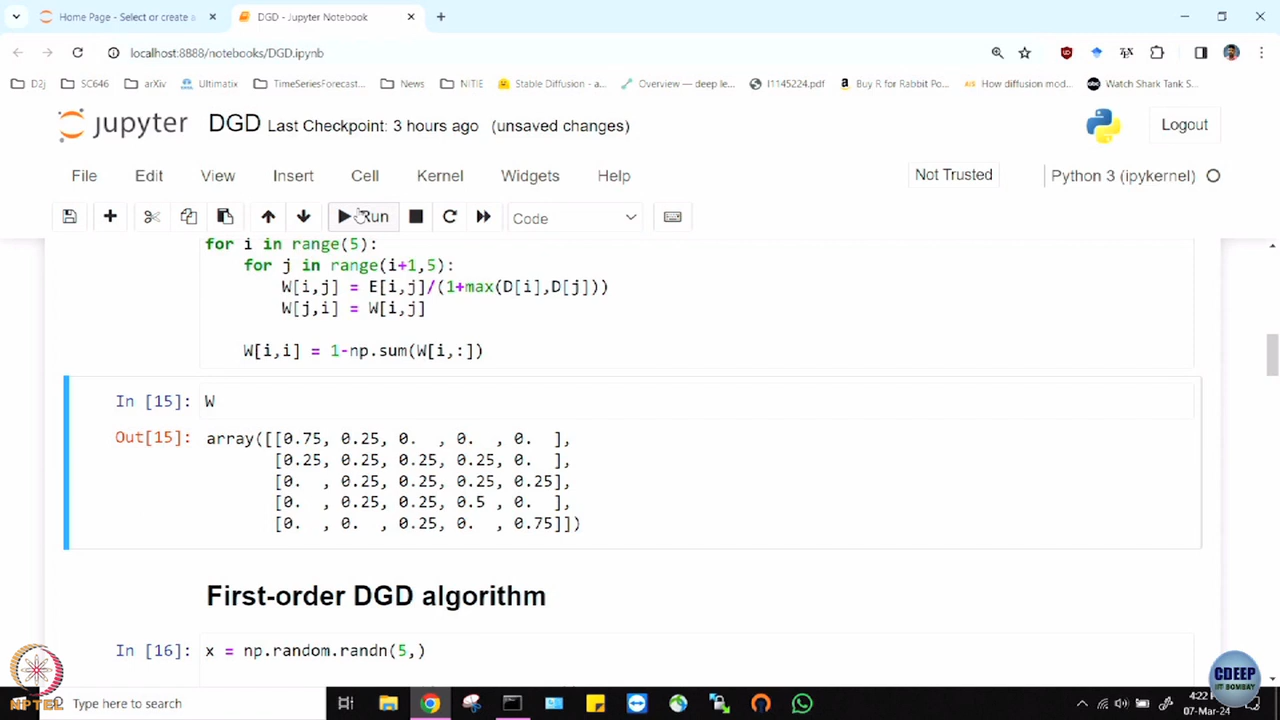 Home Page - Select or create a
DGD - Jupyter Notebook
localhost:8888/notebooks/DGD.ipynb
D2J
SC646
arXiv
Ultimatix
TimeSeriesForecast...
News
NITIE
Stable Diffusion - a...
Overview — deep le...
I1145224.pdf
Buy R for Rabbit Po...
How diffusion mod...
Watch Shark Tank S...
jupyter DGD Last Checkpoint: 3 hours ago (unsaved changes)
Logout
File Edit View Insert Cell Kernel Widgets Help
Not Trusted
Python 3 (ipykernel)
Run
Code
for i in range(5):
for j in range(i+1,5):
W[i,j] = E[i,j]/(1+max(D[i],D[j]))
W[j,i] = W[i,j]
W[i,i] = 1-np.sum(W[i,:])
In [15]: W
Out[15]: array([[0.75, 0.25, 0. , 0. , 0. ],
[0.25, 0.25, 0.25, 0.25, 0. ],
[0. , 0.25, 0.25, 0.25, 0.25],
[0. , 0.25, 0.25, 0.5 , 0. ],
[0. , 0. , 0.25, 0. , 0.75]])
First-order DGD algorithm
In [16]: x = np.random.randn(5,)
NPTEL
CDEEP
IIT BOMBAY
Type here to search
4:22
07-Mar-24